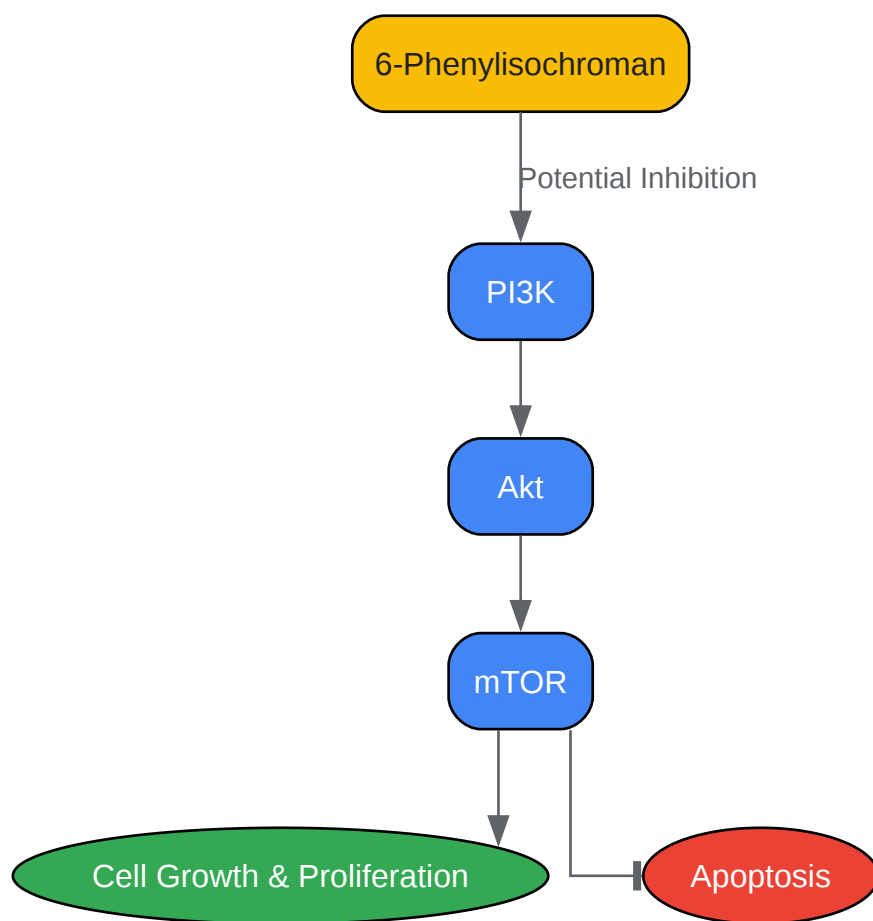 6-Phenylisochroman
Potential Inhibition
PI3K
Akt
mTOR
Cell Growth & Proliferation
Apoptosis